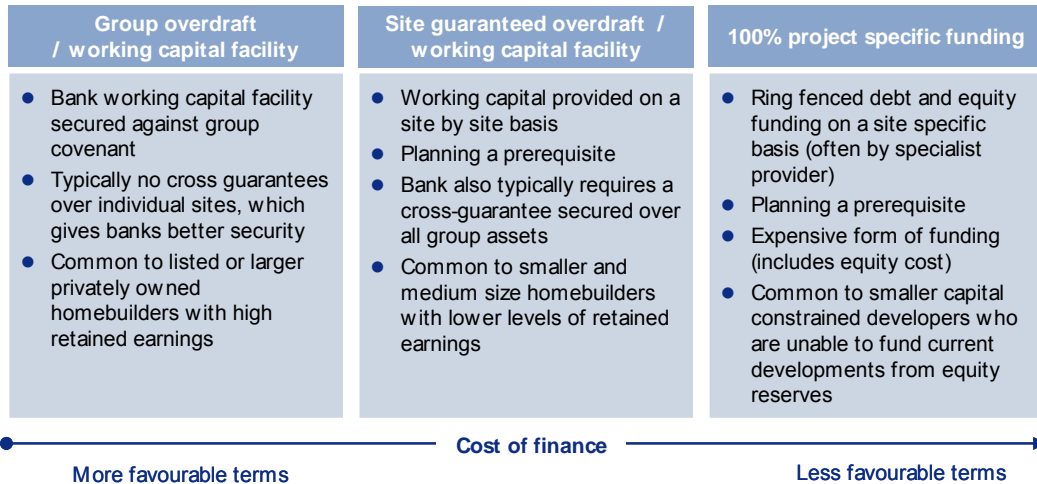 Group overdraft
/ working capital facility
Bank working capital facility
secured against group
covenant
Typically no cross guarantees
over individual sites, which
gives banks better security
Common to listed or larger
privately owned
homebuilders with high
retained earnings
Site guaranteed overdraft /
working capital facility
Working capital provided on a
site by site basis
Planning a prerequisite
Bank also typically requires a
cross-guarantee secured over
all group assets
Common to smaller and
medium size homebuilders
with lower levels of retained
earnings
100% project specific funding
Ring fenced debt and equity
funding on a site specific
basis (often by specialist
provider)
Planning a prerequisite
Expensive form of funding
(includes equity cost)
Common to smaller capital
constrained developers who
are unable to fund current
developments from equity
reserves
Cost of finance
More favourable terms
Less favourable terms